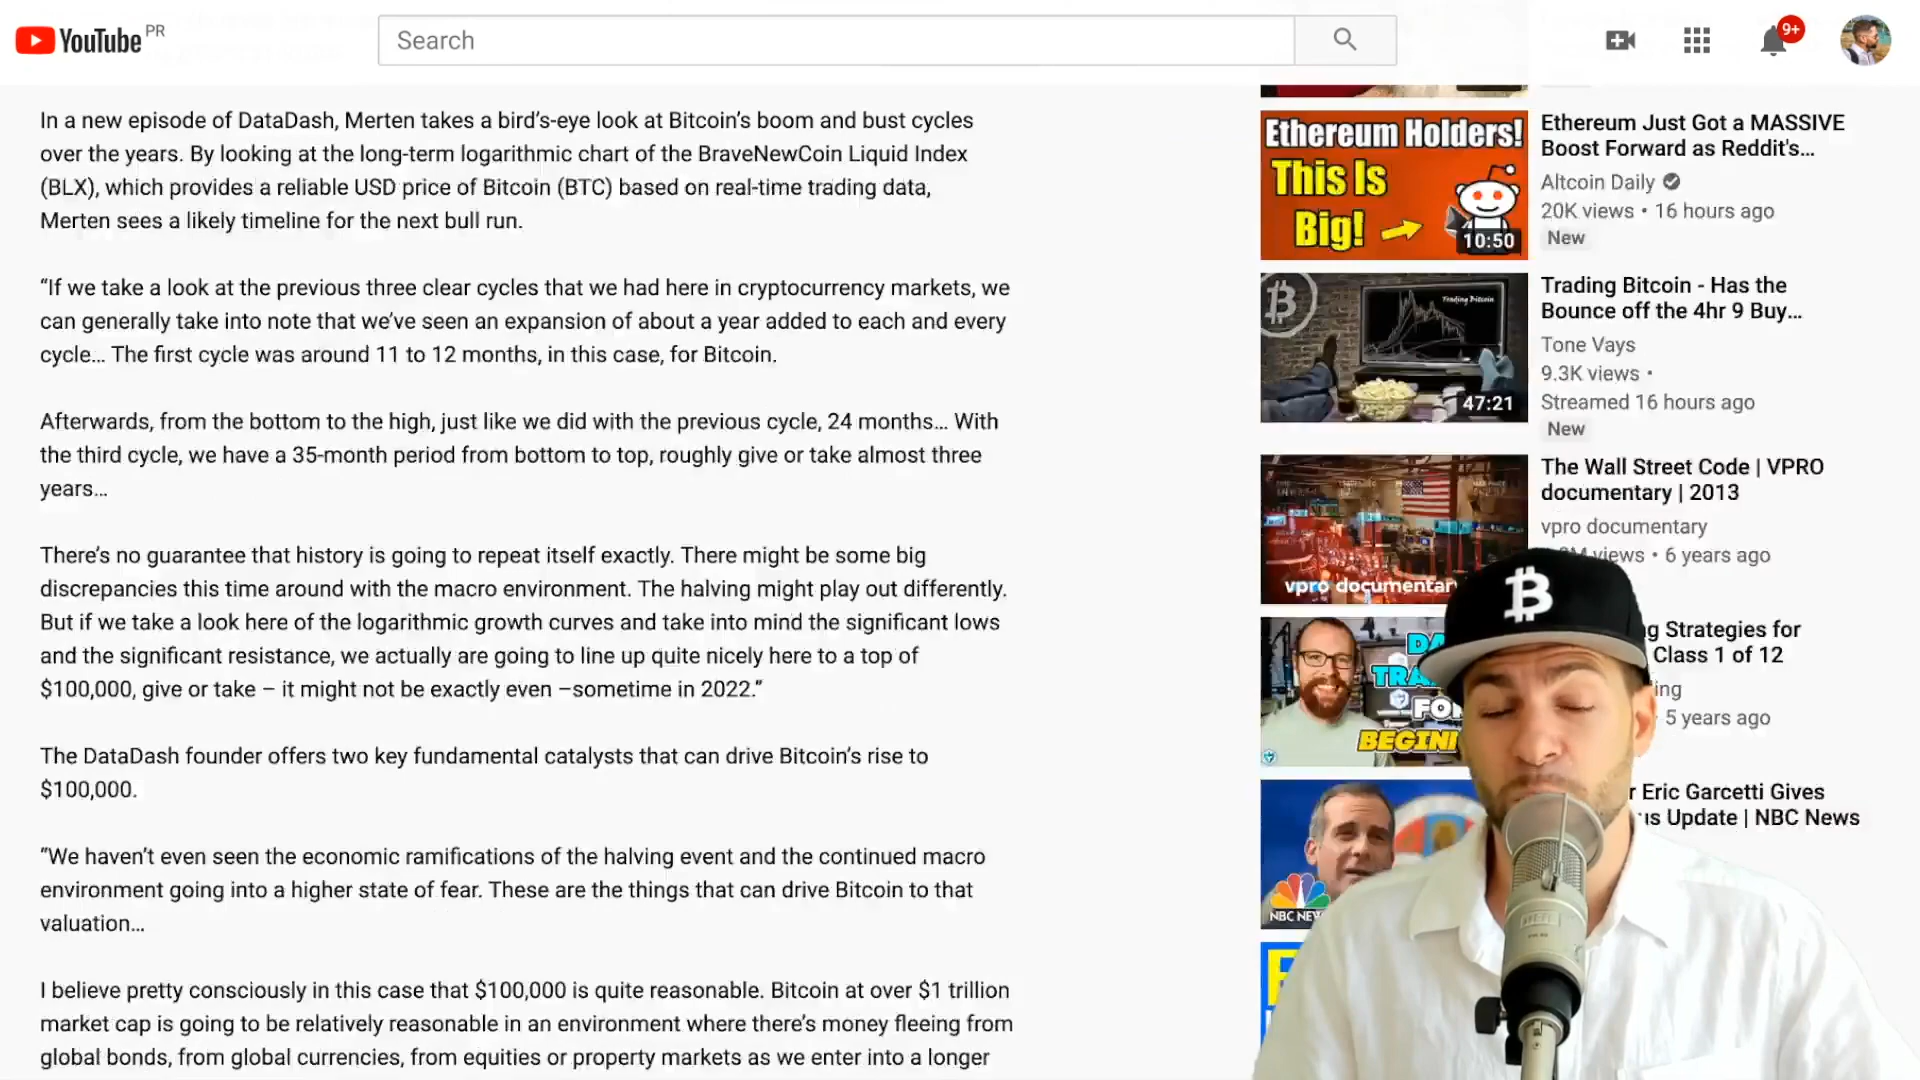 YouTube PR
Search
9+
In a new episode of DataDash, Merten takes a bird's-eye look at Bitcoin's boom and bust cycles
over the years. By looking at the long-term logarithmic chart of the BraveNewCoin Liquid Index
(BLX), which provides a reliable USD price of Bitcoin (BTC) based on real-time trading data,
Merten sees a likely timeline for the next bull run.
“If we take a look at the previous three clear cycles that we had here in cryptocurrency markets, we
can generally take into note that we've seen an expansion of about a year added to each and every
cycle… The first cycle was around 11 to 12 months, in this case, for Bitcoin.
Afterwards, from the bottom to the high, just like we did with the previous cycle, 24 months… With
the third cycle, we have a 35-month period from bottom to top, roughly give or take almost three
years…
There's no guarantee that history is going to repeat itself exactly. There might be some big
discrepancies this time around with the macro environment. The halving might play out differently.
But if we take a look here of the logarithmic growth curves and take into mind the significant lows
and the significant resistance, we actually are going to line up quite nicely here to a top of
$100,000, give or take – it might not be exactly even –sometime in 2022.”
The DataDash founder offers two key fundamental catalysts that can drive Bitcoin's rise to
$100,000.
“We haven't even seen the economic ramifications of the halving event and the continued macro
environment going into a higher state of fear. These are the things that can drive Bitcoin to that
valuation…
I believe pretty consciously in this case that $100,000 is quite reasonable. Bitcoin at over $1 trillion
market cap is going to be relatively reasonable in an environment where there's money fleeing from
global bonds, from global currencies, from equities or property markets as we enter into a longer
Ethereum Holders!
This Is
Big!
10:50
Ethereum Just Got a MASSIVE
Boost Forward as Reddit's...
Altcoin Daily
20K views • 16 hours ago
New
Trading Bitcoin
47:21
Trading Bitcoin - Has the
Bounce off the 4hr 9 Buy...
Tone Vays
9.3K views •
Streamed 16 hours ago
New
vpro documentary
The Wall Street Code | VPRO
documentary | 2013
vpro documentary
views • 6 years ago
DA
TRA
FO
BEGIN
g Strategies for
Class 1 of 12
ing
5 years ago
NBC NEW
r Eric Garcetti Gives
us Update | NBC News